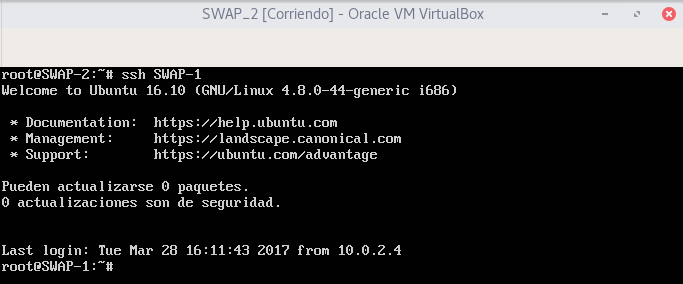 SWAP_2 [Corriendo] - Oracle VM VirtualBox
root@SWAP-2:~# ssh SWAP-1
Welcome to Ubuntu 16.10 (GNU/Linux 4.8.0-44-generic i686)
* Documentation:  https://help.ubuntu.com
* Management:     https://landscape.canonical.com
* Support:        https://ubuntu.com/advantage
Pueden actualizarse 0 paquetes.
0 actualizaciones son de seguridad.
Last login: Tue Mar 28 16:11:43 2017 from 10.0.2.4
root@SWAP-1:~#